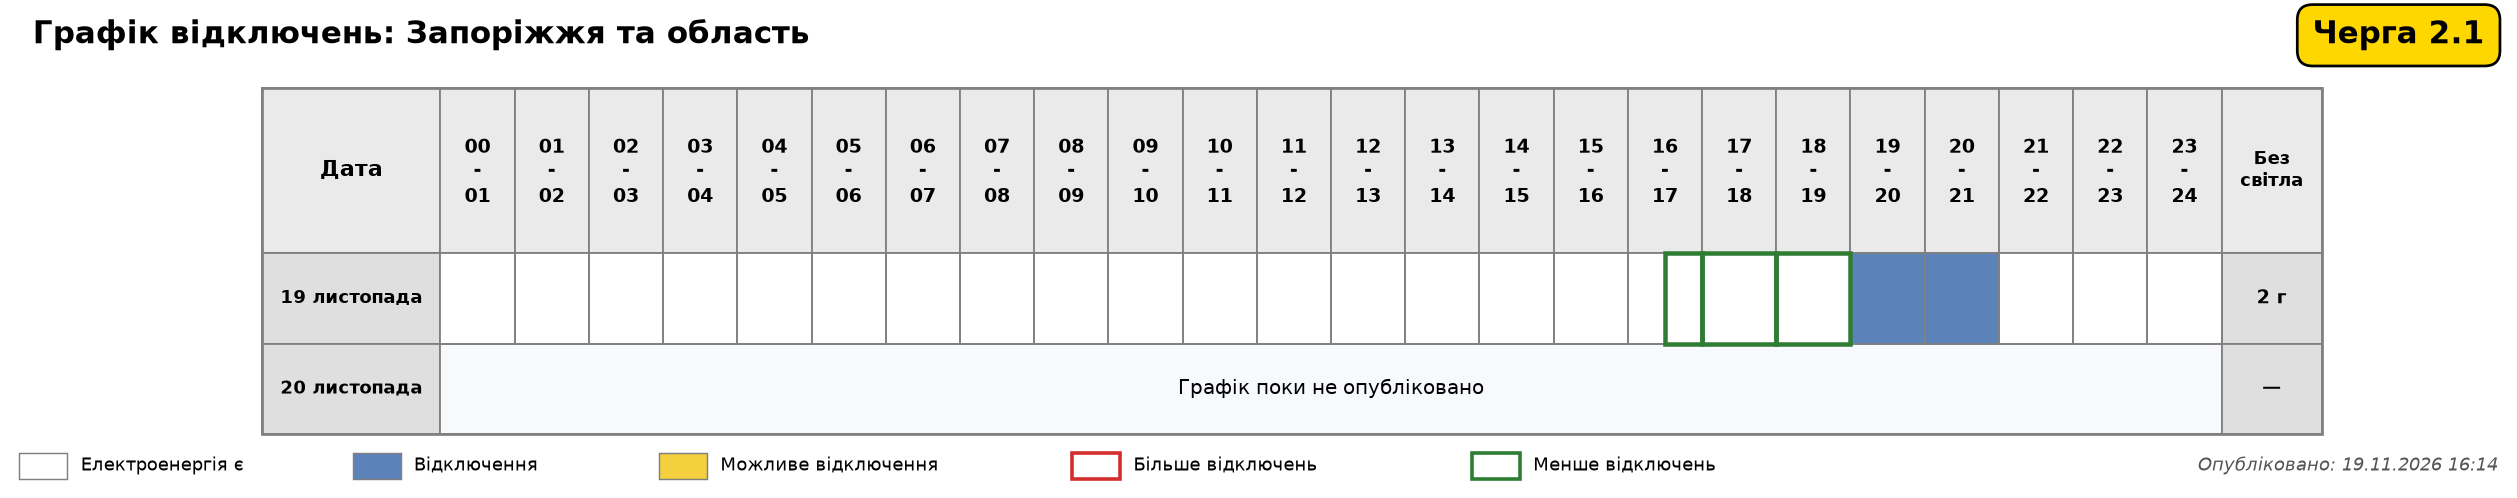 Графік відключень: Запоріжжя та область
Черга 2.1
Дата
00 - 01
01 - 02
02 - 03
03 - 04
04 - 05
05 - 06
06 - 07
07 - 08
08 - 09
09 - 10
10 - 11
11 - 12
12 - 13
13 - 14
14 - 15
15 - 16
16 - 17
17 - 18
18 - 19
19 - 20
20 - 21
21 - 22
22 - 23
23 - 24
Без
світла
19 листопада
2 г
20 листопада
Графік поки не опубліковано
—
Електроенергія є
Відключення
Можливе відключення
Більше відключень
Менше відключень
Опубліковано: 19.11.2026 16:14